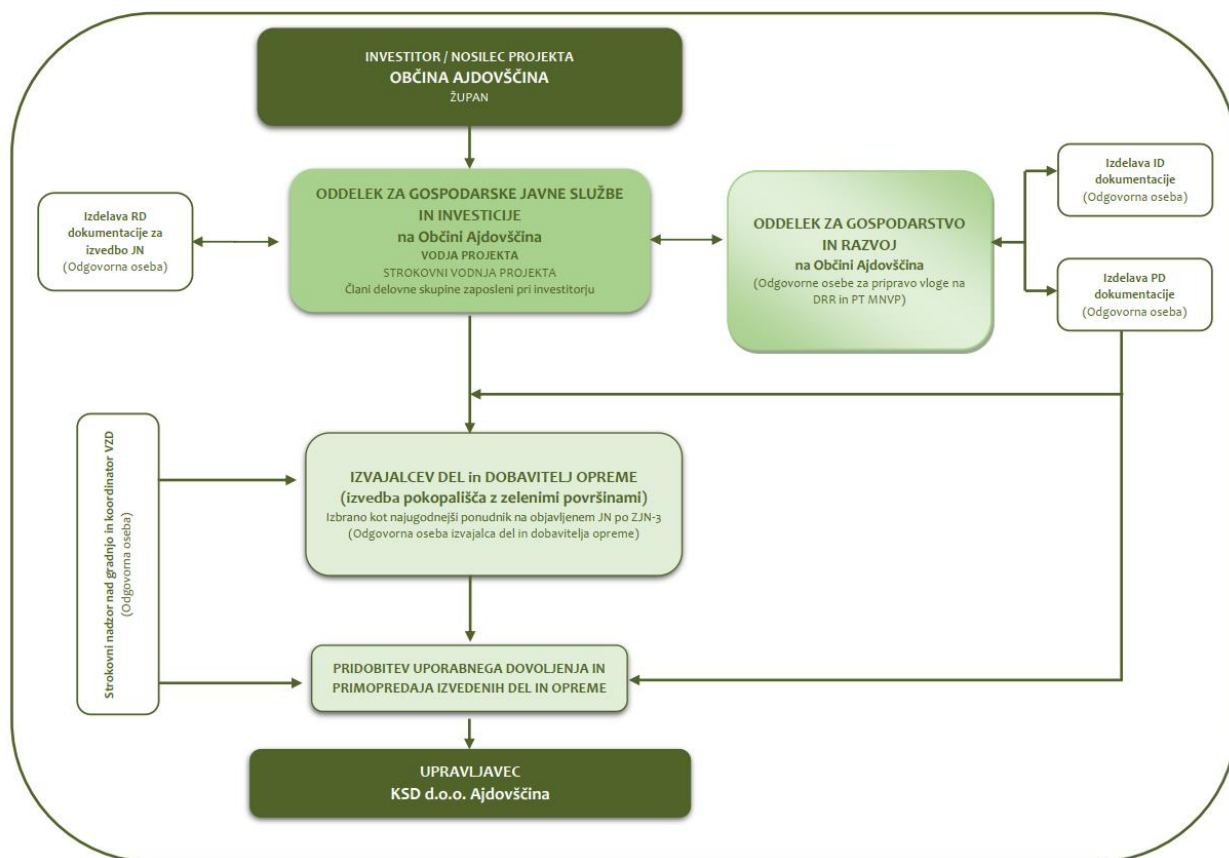 INVESTITOR / NOSILEC PROJEKTA
OBČINA AJDOVŠČINA
ŽUPAN
Izdelava RD
dokumentacije za
izvedbo JN
(Odgovorna oseba)
ODDELEK ZA GOSPODARSKE JAVNE SLUŽBE
IN INVESTICIJE
na Občini Ajdovščina
VODJA PROJEKTA
STROKOVNI VODNJA PROJEKTA
Člani delovne skupine zaposleni pri investitorju
ODDELEK ZA GOSPODARSTVO
IN RAZVOJ
na Občini Ajdovščina
(Odgovorne osebe za pripravo vloge na
DRR in PT MNVP)
Izdelava ID
dokumentacije
(Odgovorna oseba)
Izdelava PD
dokumentacije
(Odgovorna oseba)
Strokovni nadzor nad gradnjo in koordinator VZD
(Odgovorna oseba)
IZVAJALCEV DEL in DOBAVITELJ OPREME
(izvedba pokopališča z zelenimi površinami)
Izbrano kot najugodnejši ponudnik na objavljenem JN po ZJN-3
(Odgovorna oseba izvajalca del in dobavitelja opreme)
PRIDOBITEV UPORABNEGA DOVOLJENJA IN
PRIMOPREDAJA IZVEDENIH DEL IN OPREME
UPRAVLJAVEC
KSD d.o.o. Ajdovščina